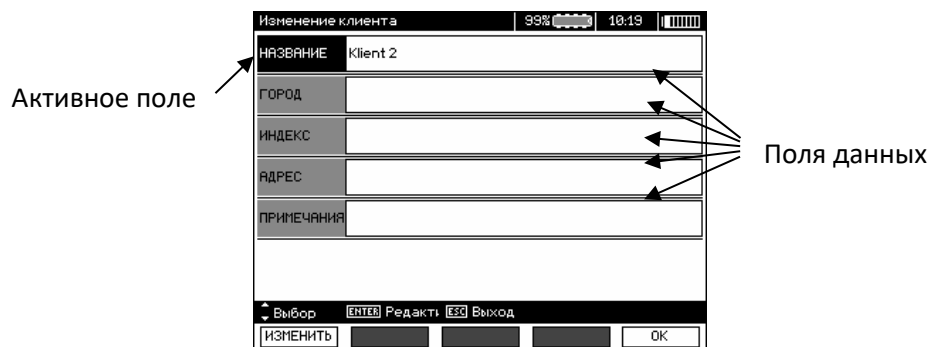 Изменение клиента 99% 10:19
НАЗВАНИЕ Klient 2
Активное поле
ГОРОД
ИНДЕКС
Поля данных
АДРЕС
ПРИМЕЧАНИЯ
Выбор ENTER Редакти ESC Выход
ИЗМЕНИТЬ OK